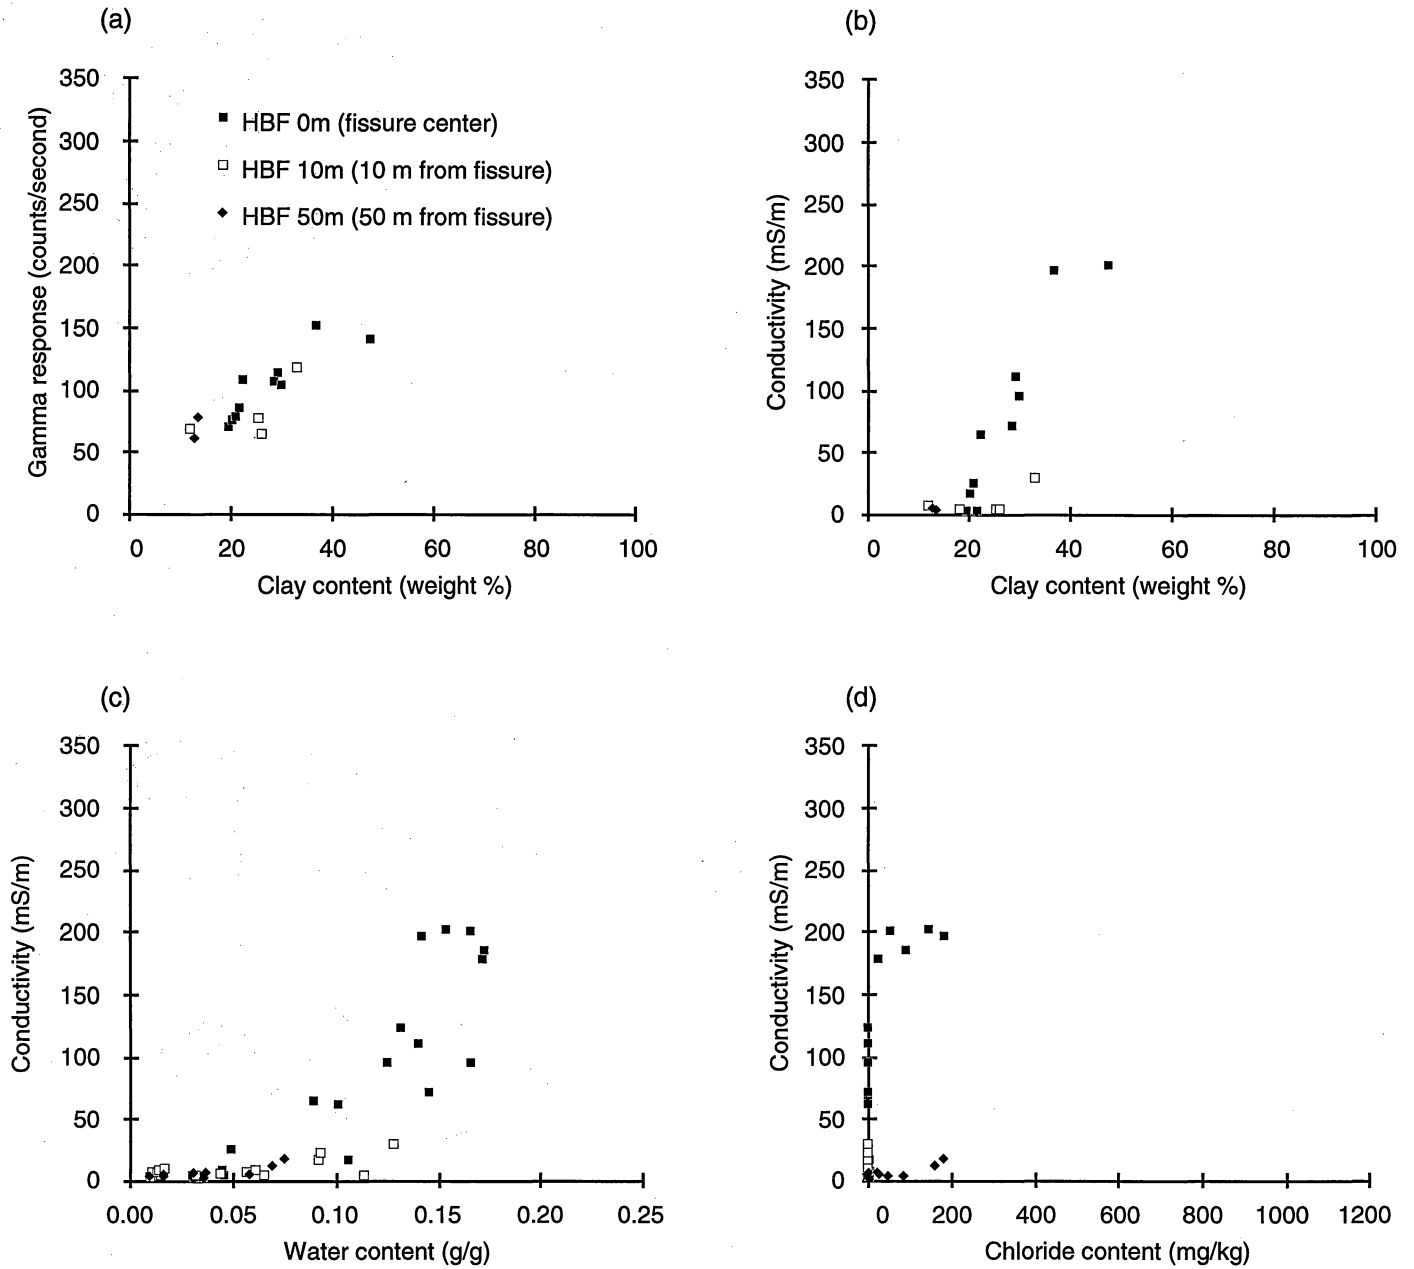 (a)
350
300
250
200
150
100
50
0
Gamma response (counts/second)
HBF 0m (fissure center)
HBF 10m (10 m from fissure)
HBF 50m (50 m from fissure)
0 20 40 60 80 100
Clay content (weight %)
(b)
350
300
250
200
150
100
50
0
Conductivity (mS/m)
0 20 40 60 80 100
Clay content (weight %)
(c)
350
300
250
200
150
100
50
0
Conductivity (mS/m)
0.00 0.05 0.10 0.15 0.20 0.25
Water content (g/g)
(d)
350
300
250
200
150
100
50
0
Conductivity (mS/m)
0 200 400 600 800 1000 1200
Chloride content (mg/kg)